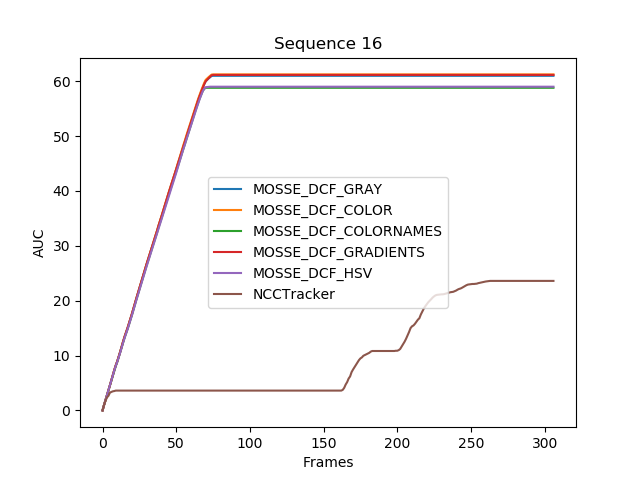 Sequence 16
AUC
60
50
40
30
20
10
0
MOSSE_DCF_GRAY
MOSSE_DCF_COLOR
MOSSE_DCF_COLORNAMES
MOSSE_DCF_GRADIENTS
MOSSE_DCF_HSV
NCCTracker
0 50 100 150 200 250 300
Frames